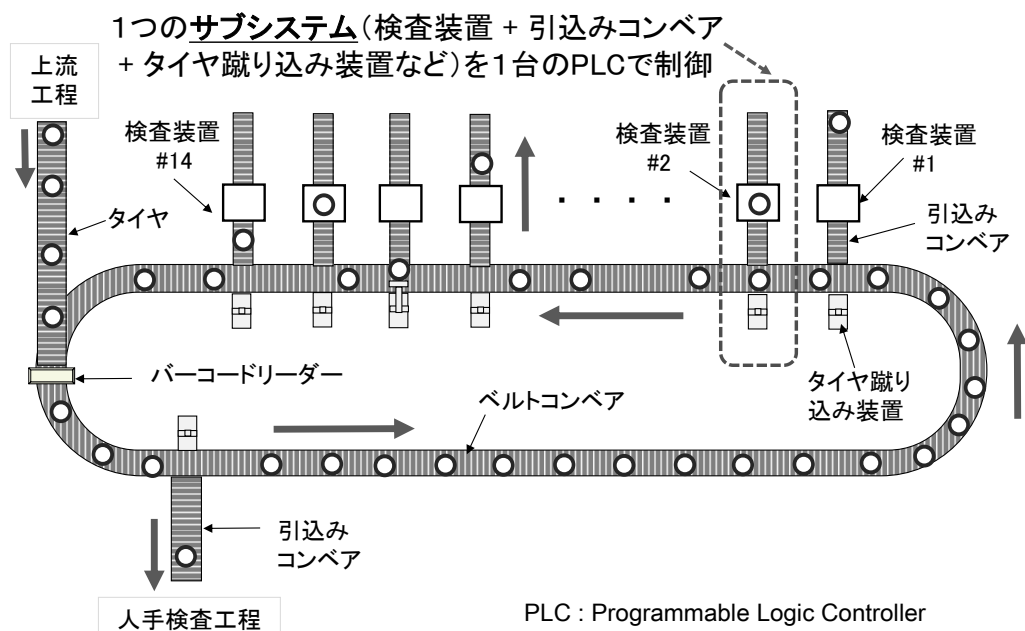 1つのサブシステム(検査装置 + 引込みコンベア
+ タイヤ蹴り込み装置など)を1台のPLCで制御
上流
工程
検査装置
#14
検査装置
#2
検査装置
#1
引込み
コンベア
タイヤ
・・・・
バーコードリーダー
タイヤ蹴り
込み装置
ベルトコンベア
引込み
コンベア
人手検査工程
PLC : Programmable Logic Controller